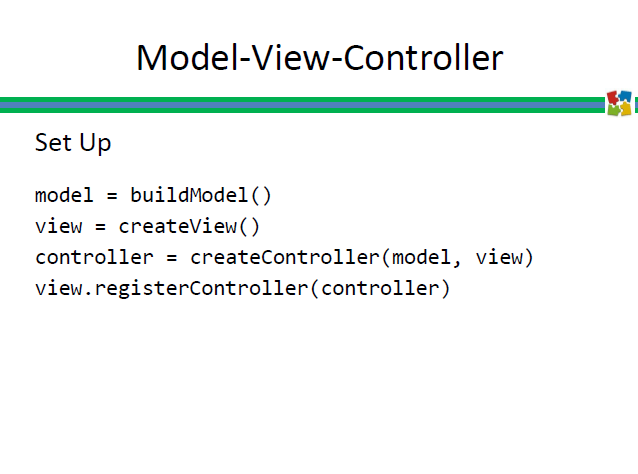 Model-View-Controller
Set Up
model = buildModel()
view = createView()
controller = createController(model, view)
view.registerController(controller)